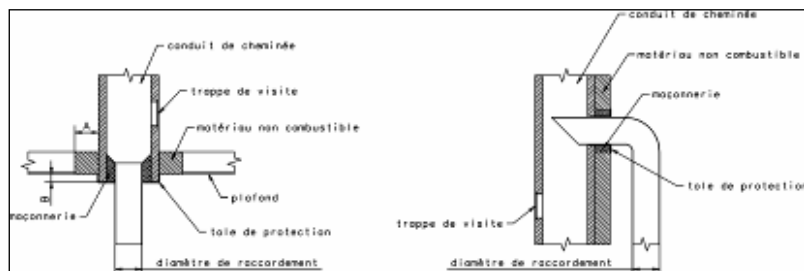 conduit de cheminée
trappe de visite
matériau non combustible
A
B
plafond
maçonnerie
tole de protection
diamètre de raccordement
conduit de cheminée
matériau non combustible
maçonnerie
tole de protection
trappe de visite
diamètre de raccordement